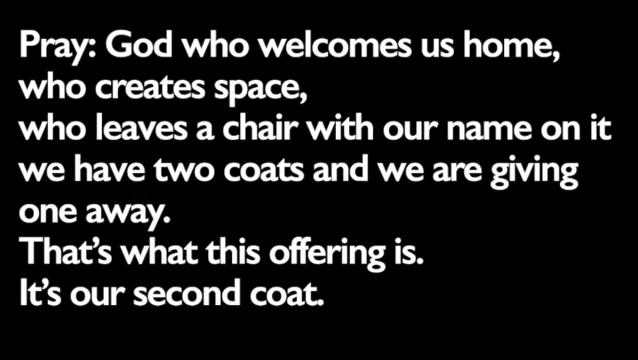 Pray: God who welcomes us home,
who creates space,
who leaves a chair with our name on it
we have two coats and we are giving
one away.
That’s what this offering is.
It’s our second coat.